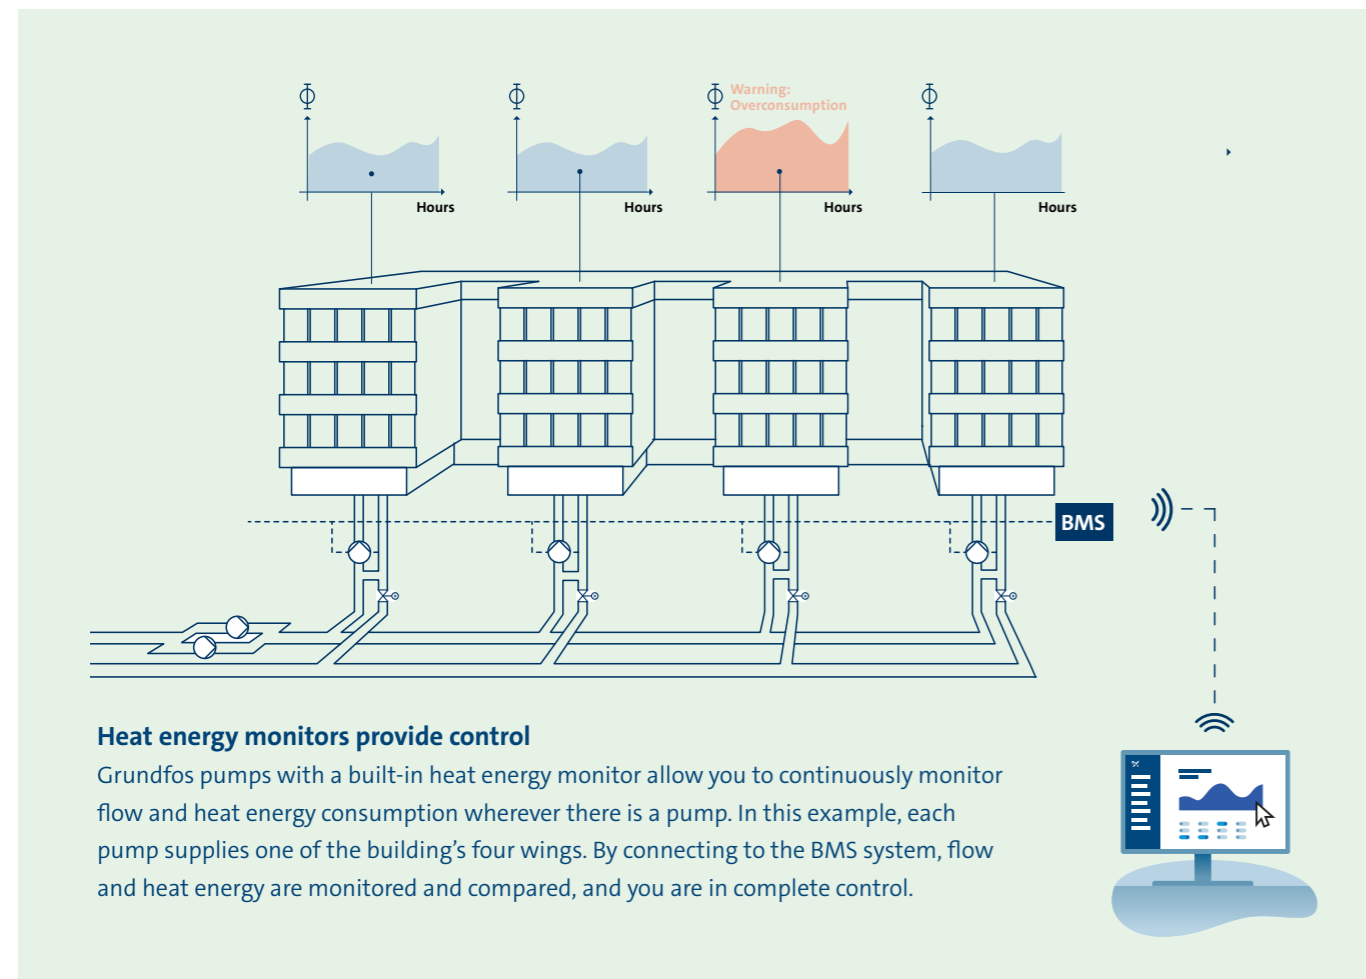 Φ
Φ
Φ
Φ
Warning:
Overconsumption
Hours
Hours
Hours
Hours
BMS
Heat energy monitors provide control
Grundfos pumps with a built-in heat energy monitor allow you to continuously monitor
flow and heat energy consumption wherever there is a pump. In this example, each
pump supplies one of the building’s four wings. By connecting to the BMS system, flow
and heat energy are monitored and compared, and you are in complete control.